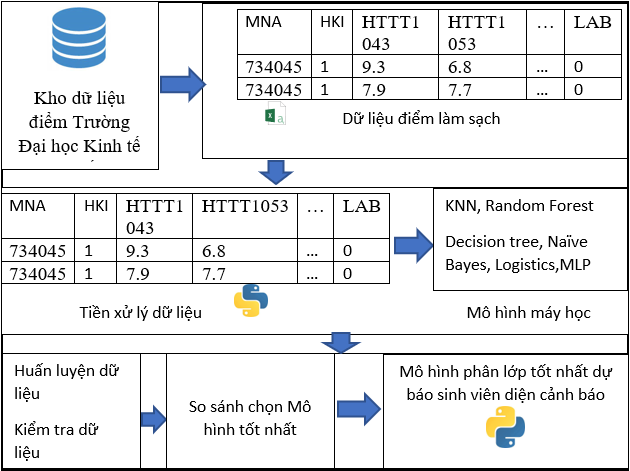 Kho dữ liệu
điểm Trường
Đại học Kinh tế
MNA HKI HTTT1 HTTT1 ... LAB
043 053
734045 1 9.3 6.8 ... 0
734045 1 7.9 7.7 ... 0
Dữ liệu điểm làm sạch
MNA HKI HTTT1 HTTT1053 ... LAB
043
734045 1 9.3 6.8 ... 0
734045 1 7.9 7.7 ... 0
Tiền xử lý dữ liệu
KNN, Random Forest
Decision tree, Naïve
Bayes, Logistics,MLP
Mô hình máy học
Huấn luyện dữ
liệu
Kiểm tra dữ
liệu
So sánh chọn Mô
hình tốt nhất
Mô hình phân lớp tốt nhất dự
báo sinh viên diện cảnh báo